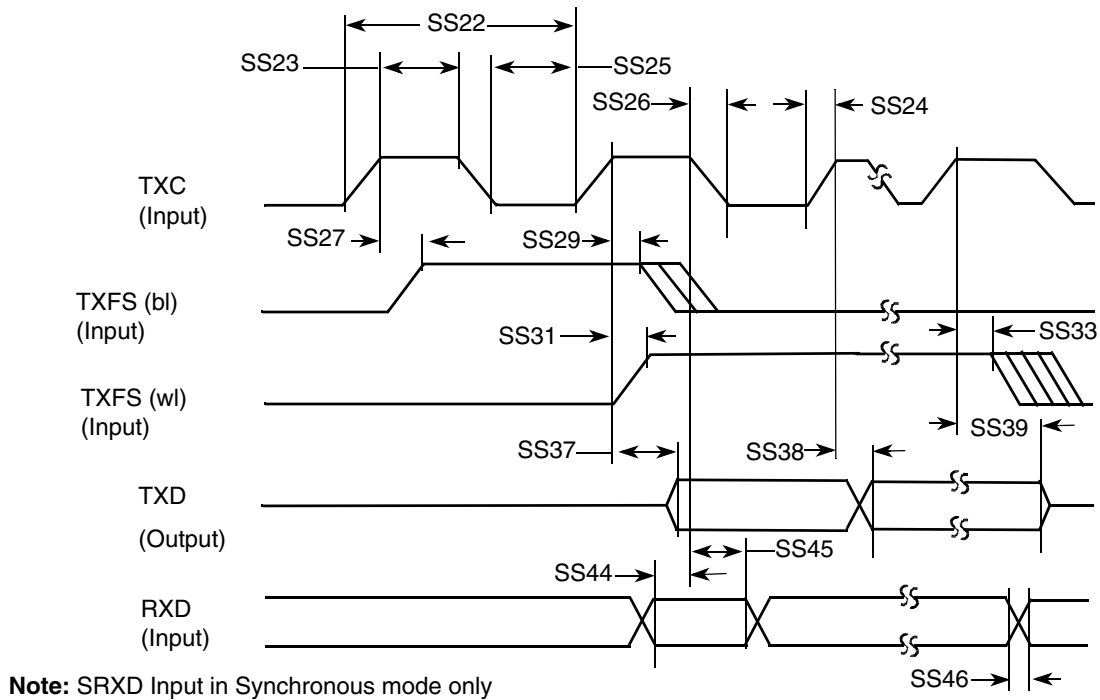 SS22
SS23
SS25
SS26
SS24
TXC
(Input)
SS27
SS29
TXFS (bl)
(Input)
SS31
SS33
TXFS (wl)
(Input)
SS39
SS37
SS38
TXD
(Output)
SS45
SS44
RXD
(Input)
SS46
Note: SRXD Input in Synchronous mode only